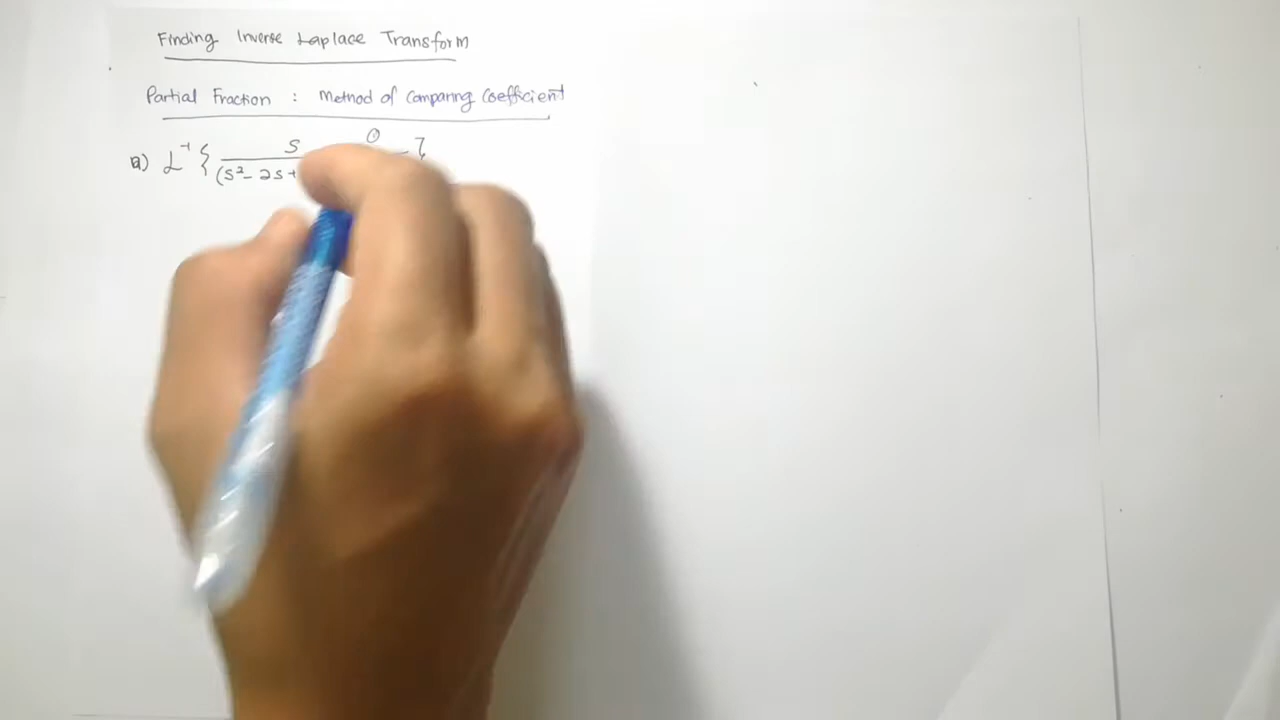 Finding Inverse Laplace Transform
Partial Fraction : Method of Comparing Coefficient
a) L⁻¹ { s
(s²- 2s+